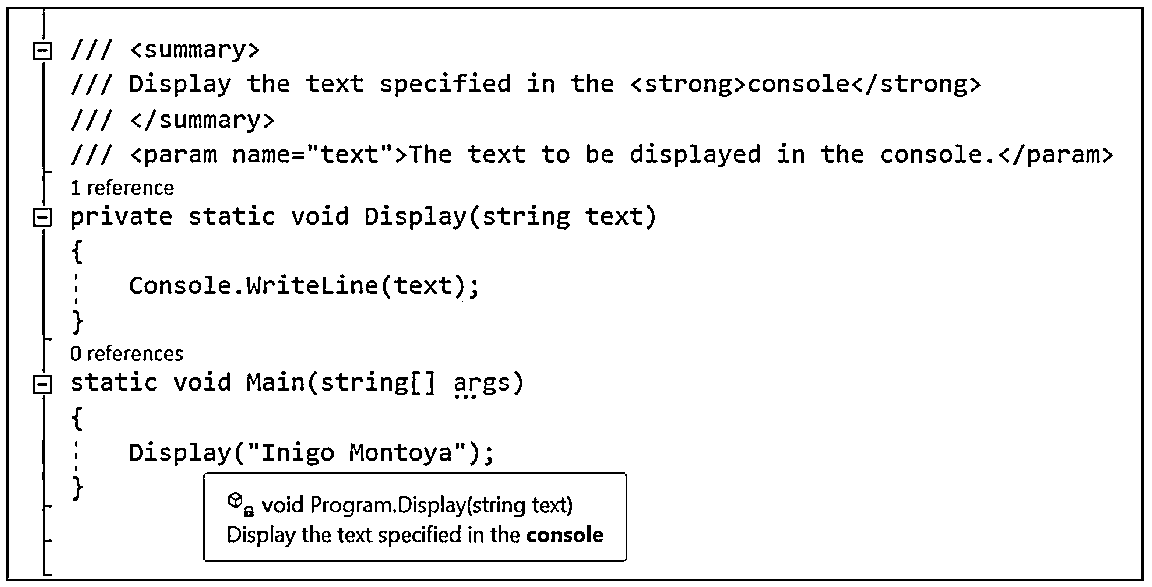 /// <summary>
/// Display the text specified in the <strong>console</strong>
/// </summary>
/// <param name="text">The text to be displayed in the console.</param>
1 reference
private static void Display(string text)
{
    Console.WriteLine(text);
}
0 references
static void Main(string[] args)
{
    Display("Inigo Montoya");
}
void Program.Display(string text)
Display the text specified in the console